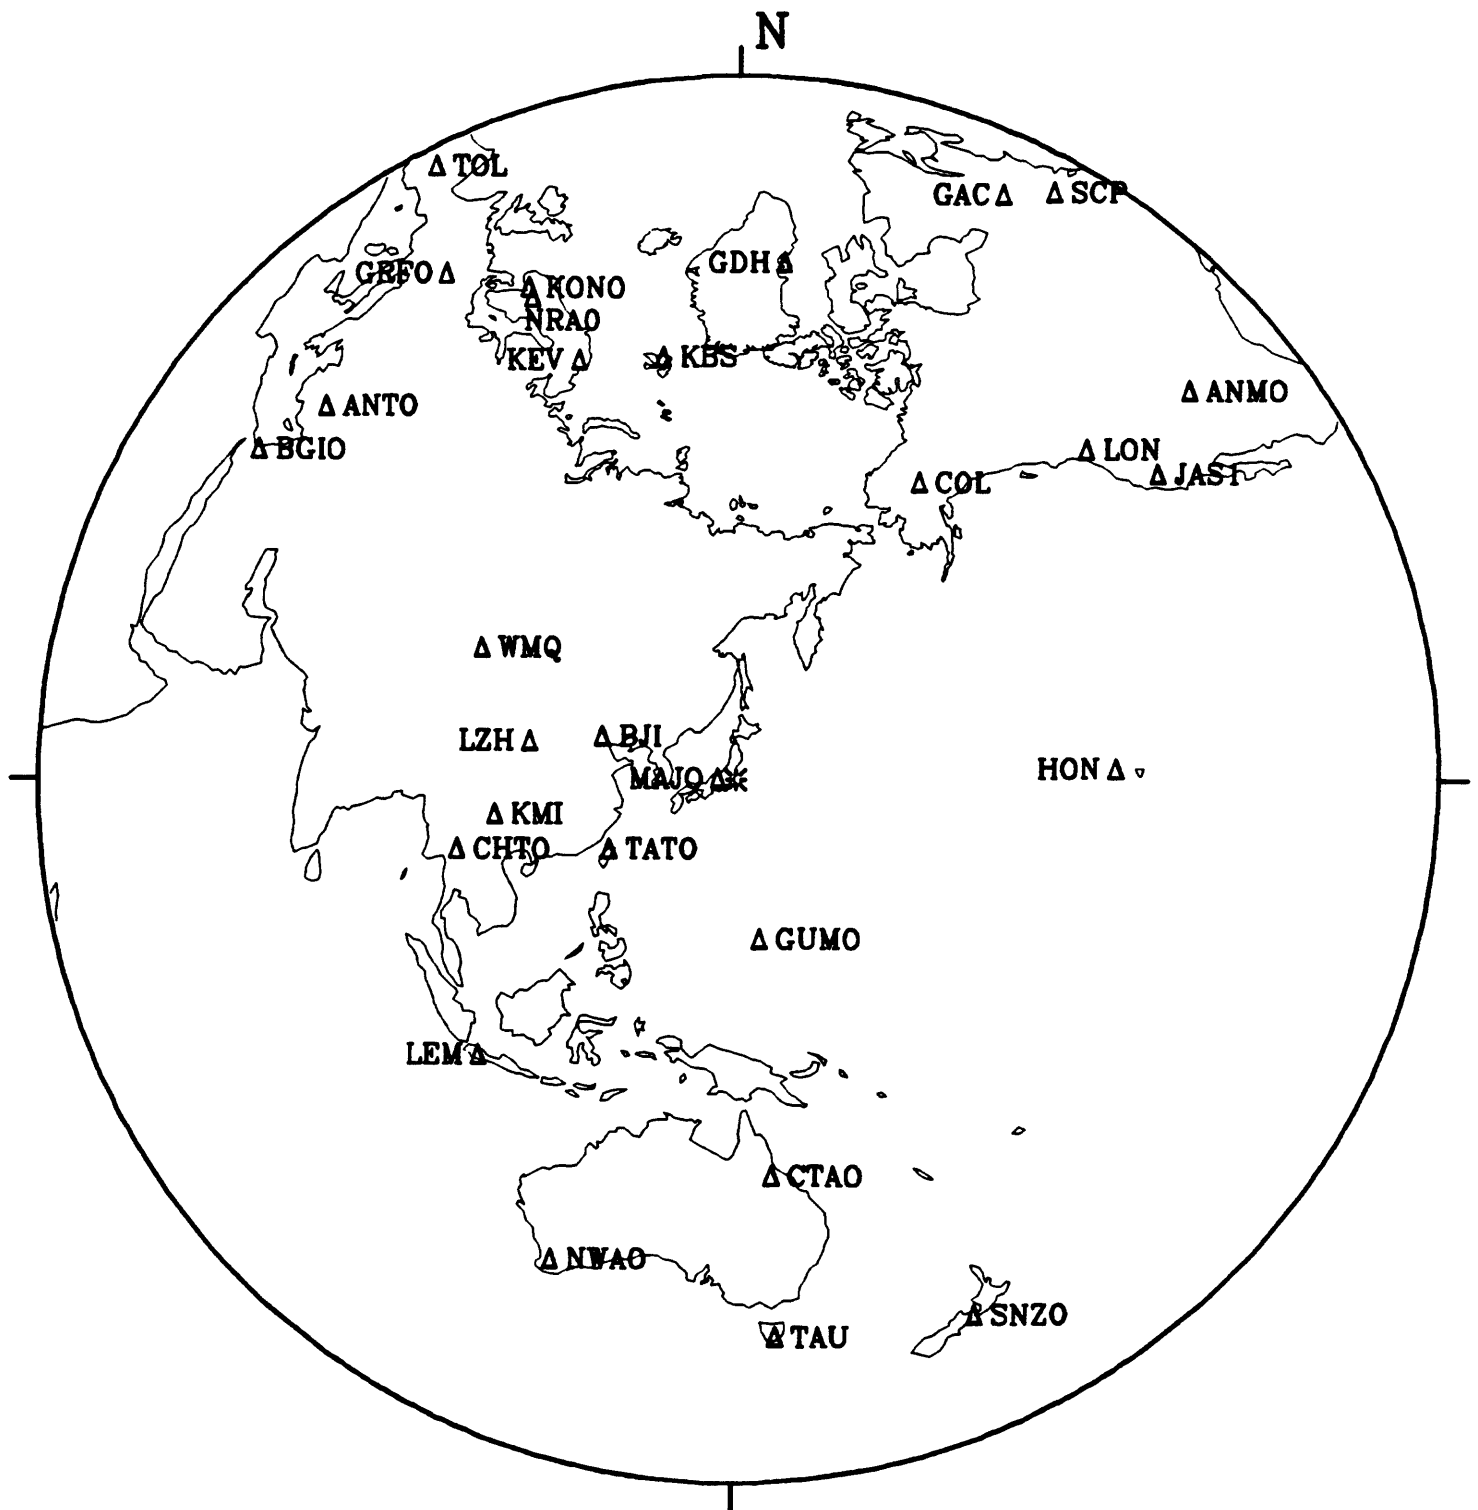 N
TOL
GAC
SCP
GRFO
GDH
KONO
NRAO
KEV
KBS
ANTO
ANMO
BGIO
LON
JAS1
COL
WMQ
LZH
BJI
MAJO
HON
KMI
CHTO
TATO
GUMO
LEM
CTAO
NWAO
SNZO
TAU